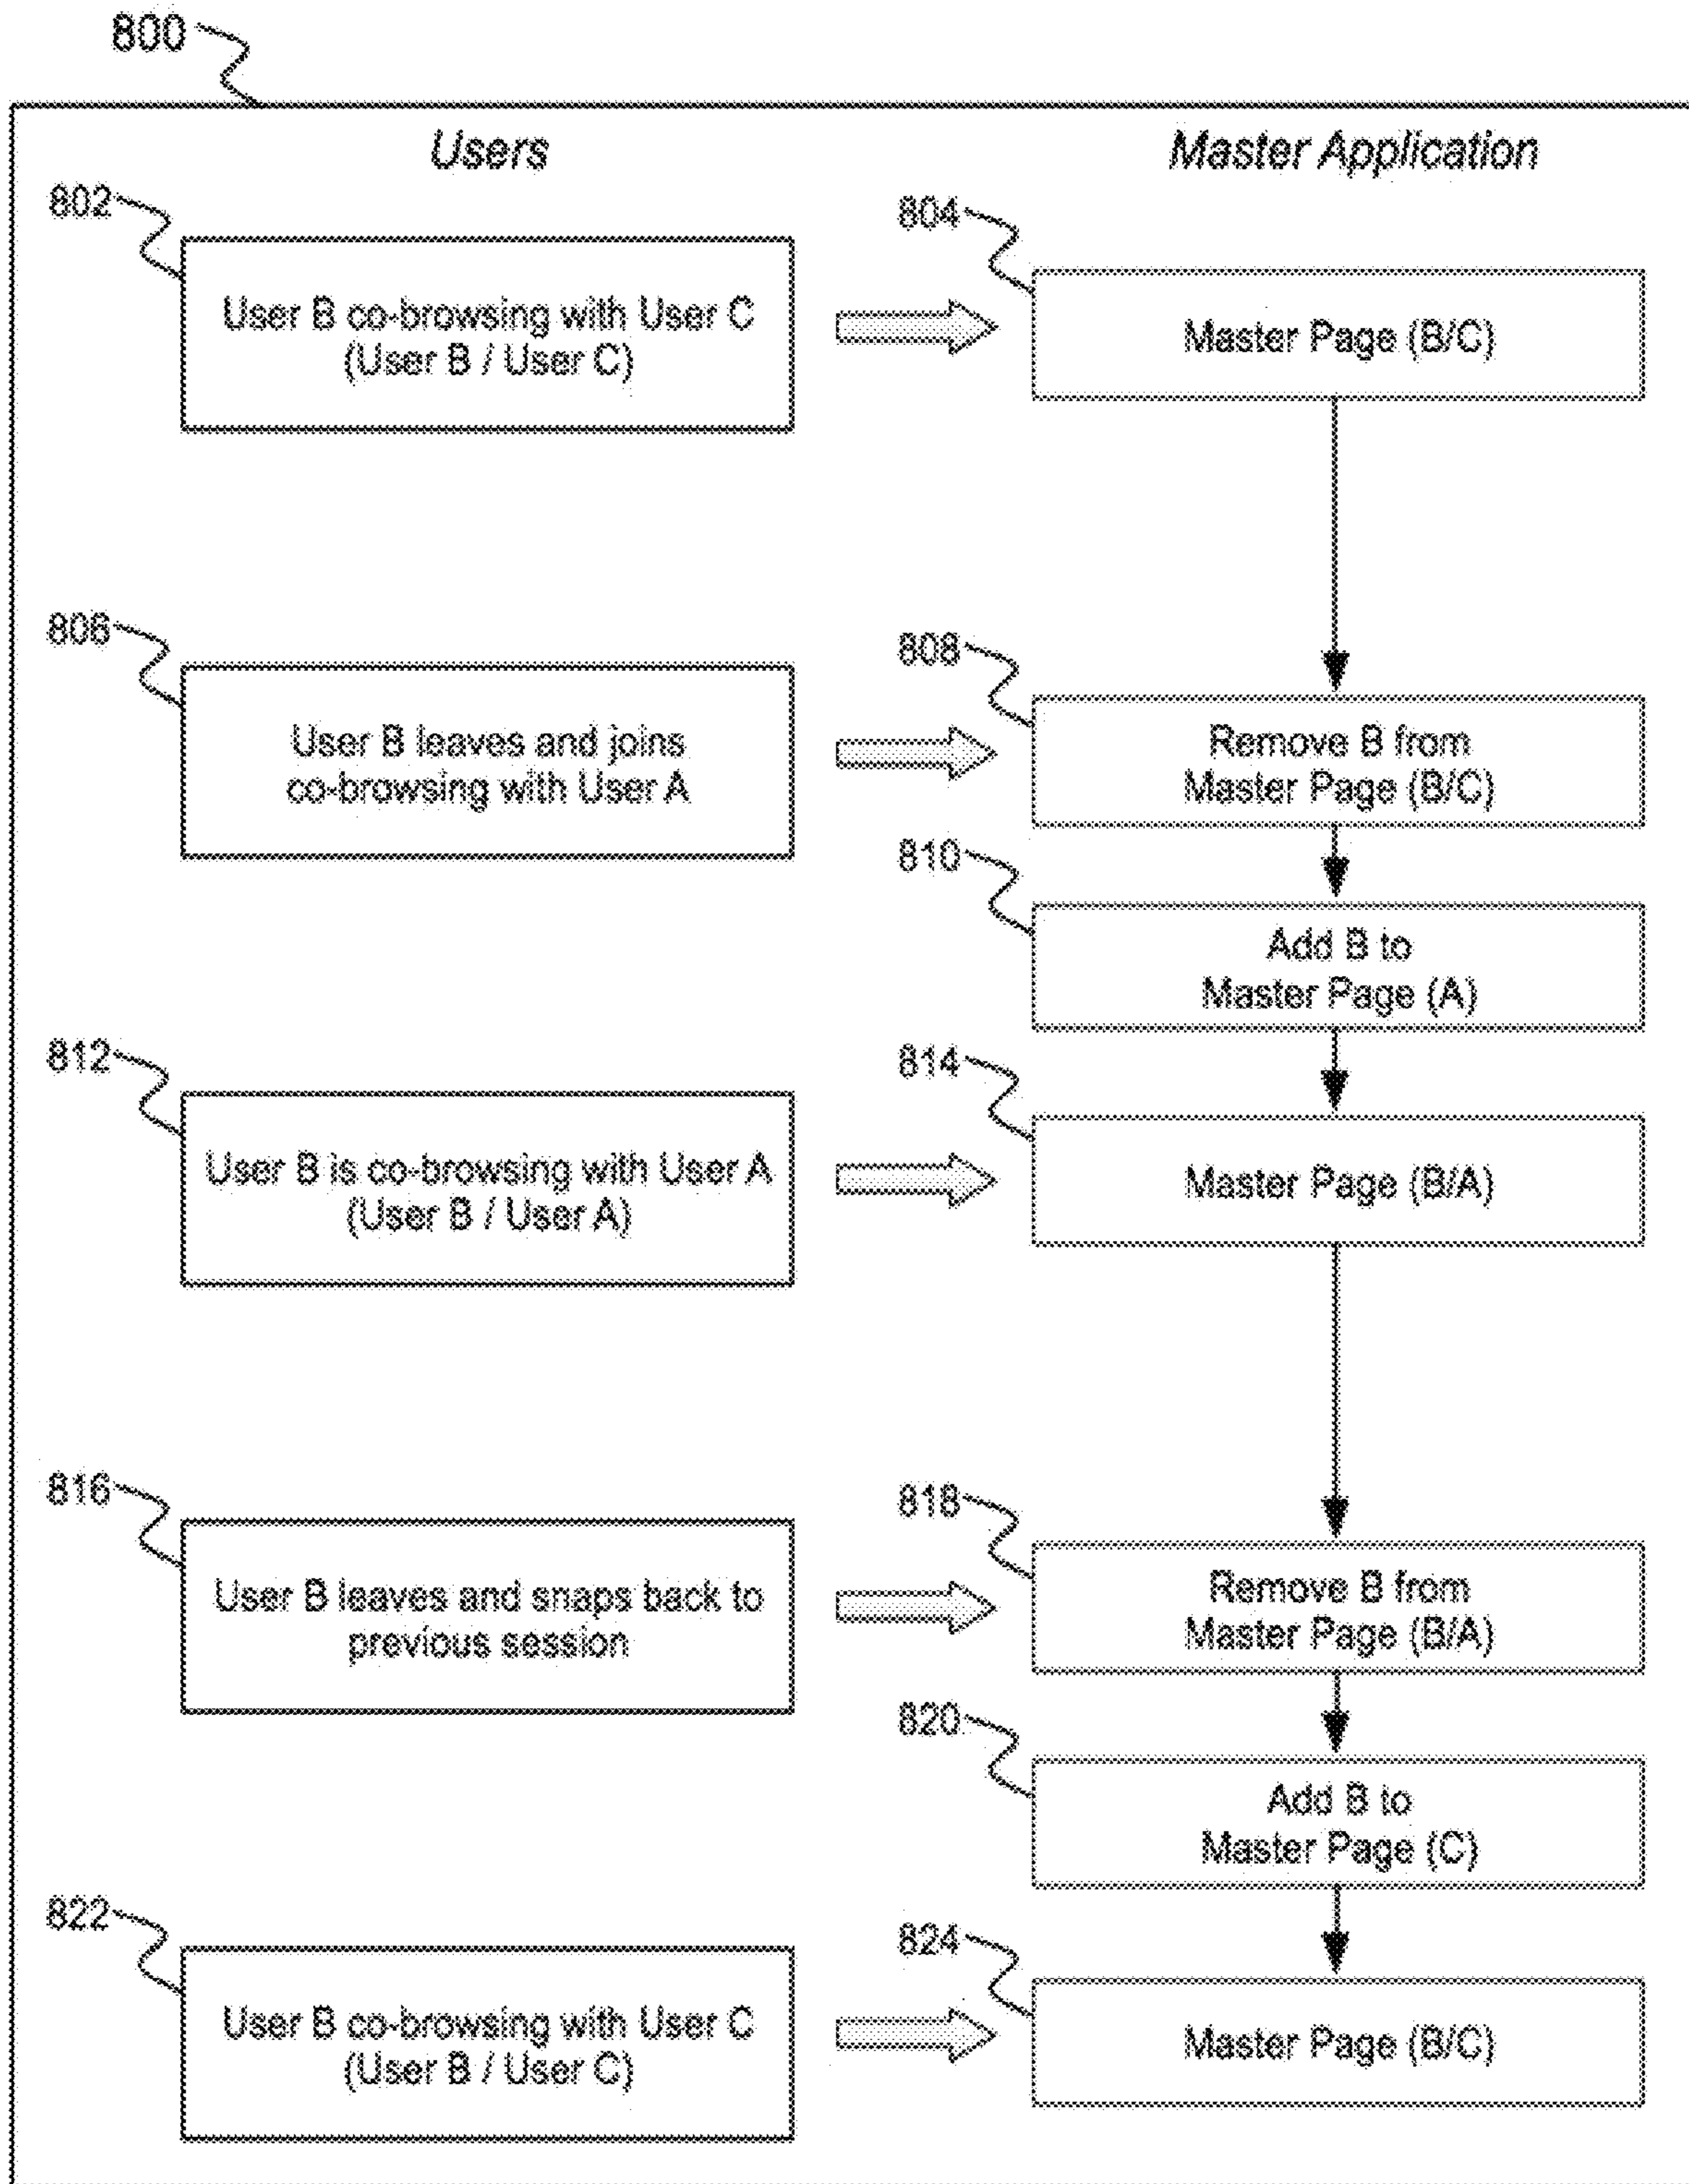 800
Users
Master Application
802
804
User B co-browsing with User C
(User B / User C)
Master Page (B/C)
806
808
User B leaves and joins
co-browsing with User A
Remove B from
Master Page (B/C)
810
Add B to
Master Page (A)
812
814
User B is co-browsing with User A
(User B / User A)
Master Page (B/A)
816
818
User B leaves and snaps back to
previous session
Remove B from
Master Page (B/A)
820
Add B to
Master Page (C)
822
824
User B co-browsing with User C
(User B / User C)
Master Page (B/C)